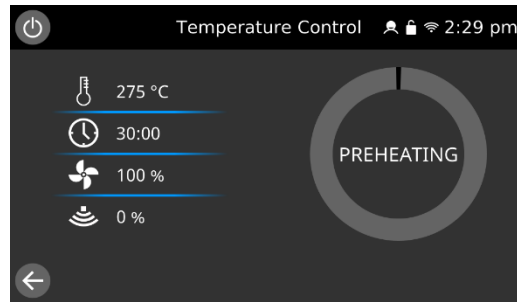 Temperature Control 2:29 pm
275 °C
30:00
100 %
0 %
PREHEATING